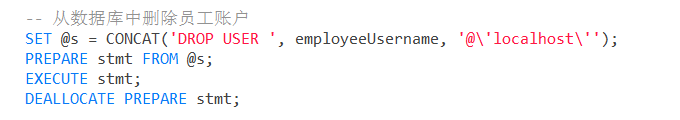 -- 从数据库中删除员工账户
SET @s = CONCAT('DROP USER ', employeeUsername, '@\'localhost\'');
PREPARE stmt FROM @s;
EXECUTE stmt;
DEALLOCATE PREPARE stmt;